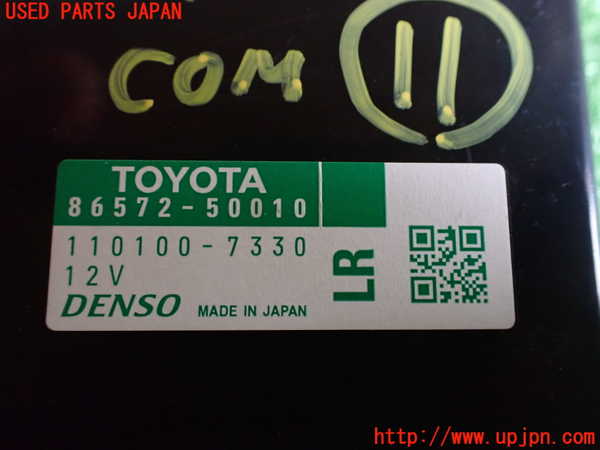 USED PARTS JAPAN
COM 11
TOYOTA
86572-50010
110100-7330
12V
DENSO MADE IN JAPAN
LR
http://www.upjpn.com/